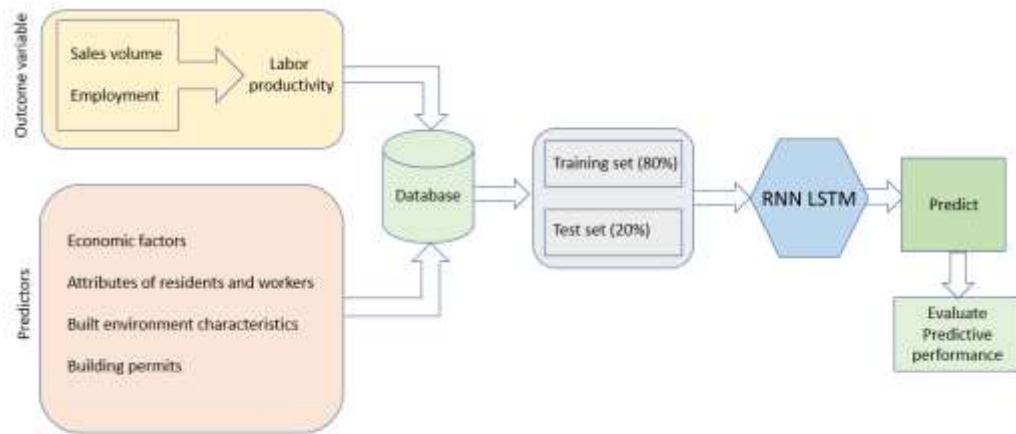 Outcome variable
Sales volume
Employment
Labor
productivity
Predictors
Economic factors
Attributes of residents and workers
Built environment characteristics
Building permits
Database
Training set (80%)
Test set (20%)
RNN LSTM
Predict
Evaluate
Predictive
performance